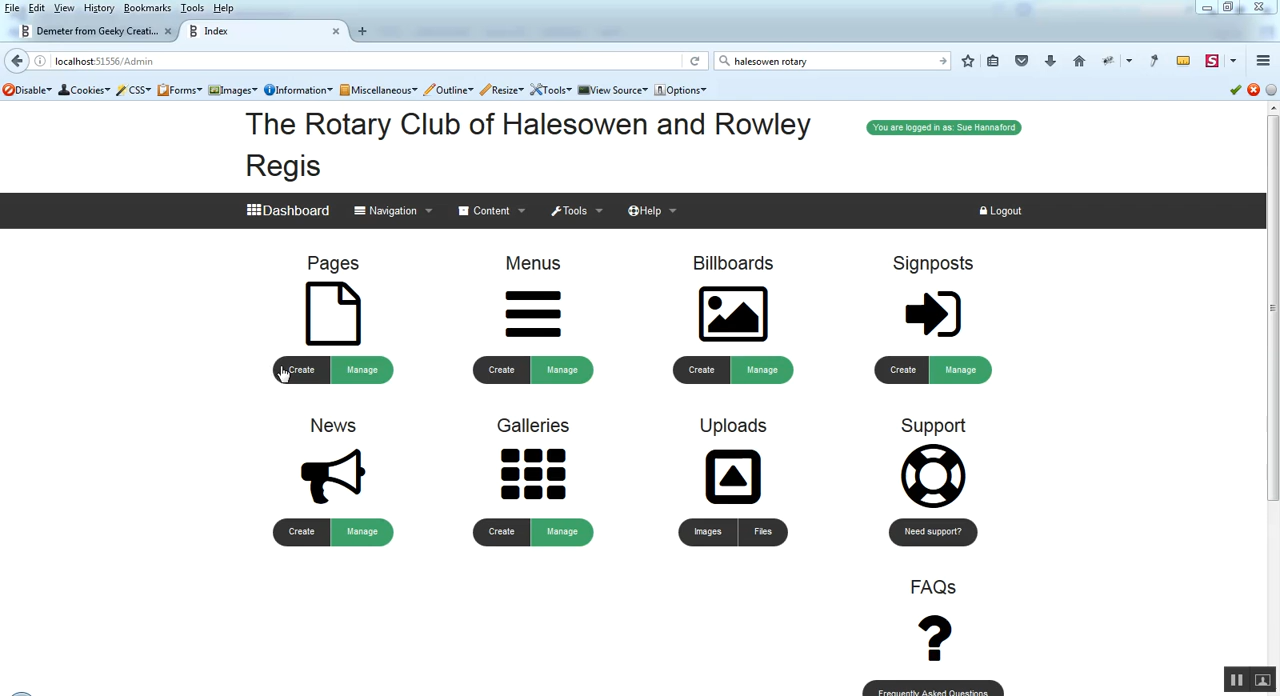 File Edit View History Bookmarks Tools Help
Demeter from Geeky Creati... × Index × +
localhost:51556/Admin halesowen rotary
Disable Cookies CSS Forms Images Information Miscellaneous Outline Resize Tools View Source Options
The Rotary Club of Halesowen and Rowley
Regis
You are logged in as: Sue Hannaford
Dashboard Navigation Content Tools Help Logout
Pages Menus Billboards Signposts
Create Manage Create Manage Create Manage Create Manage
News Galleries Uploads Support
Create Manage Create Manage Images Files Need support?
FAQs
?
Frequently Asked Questions